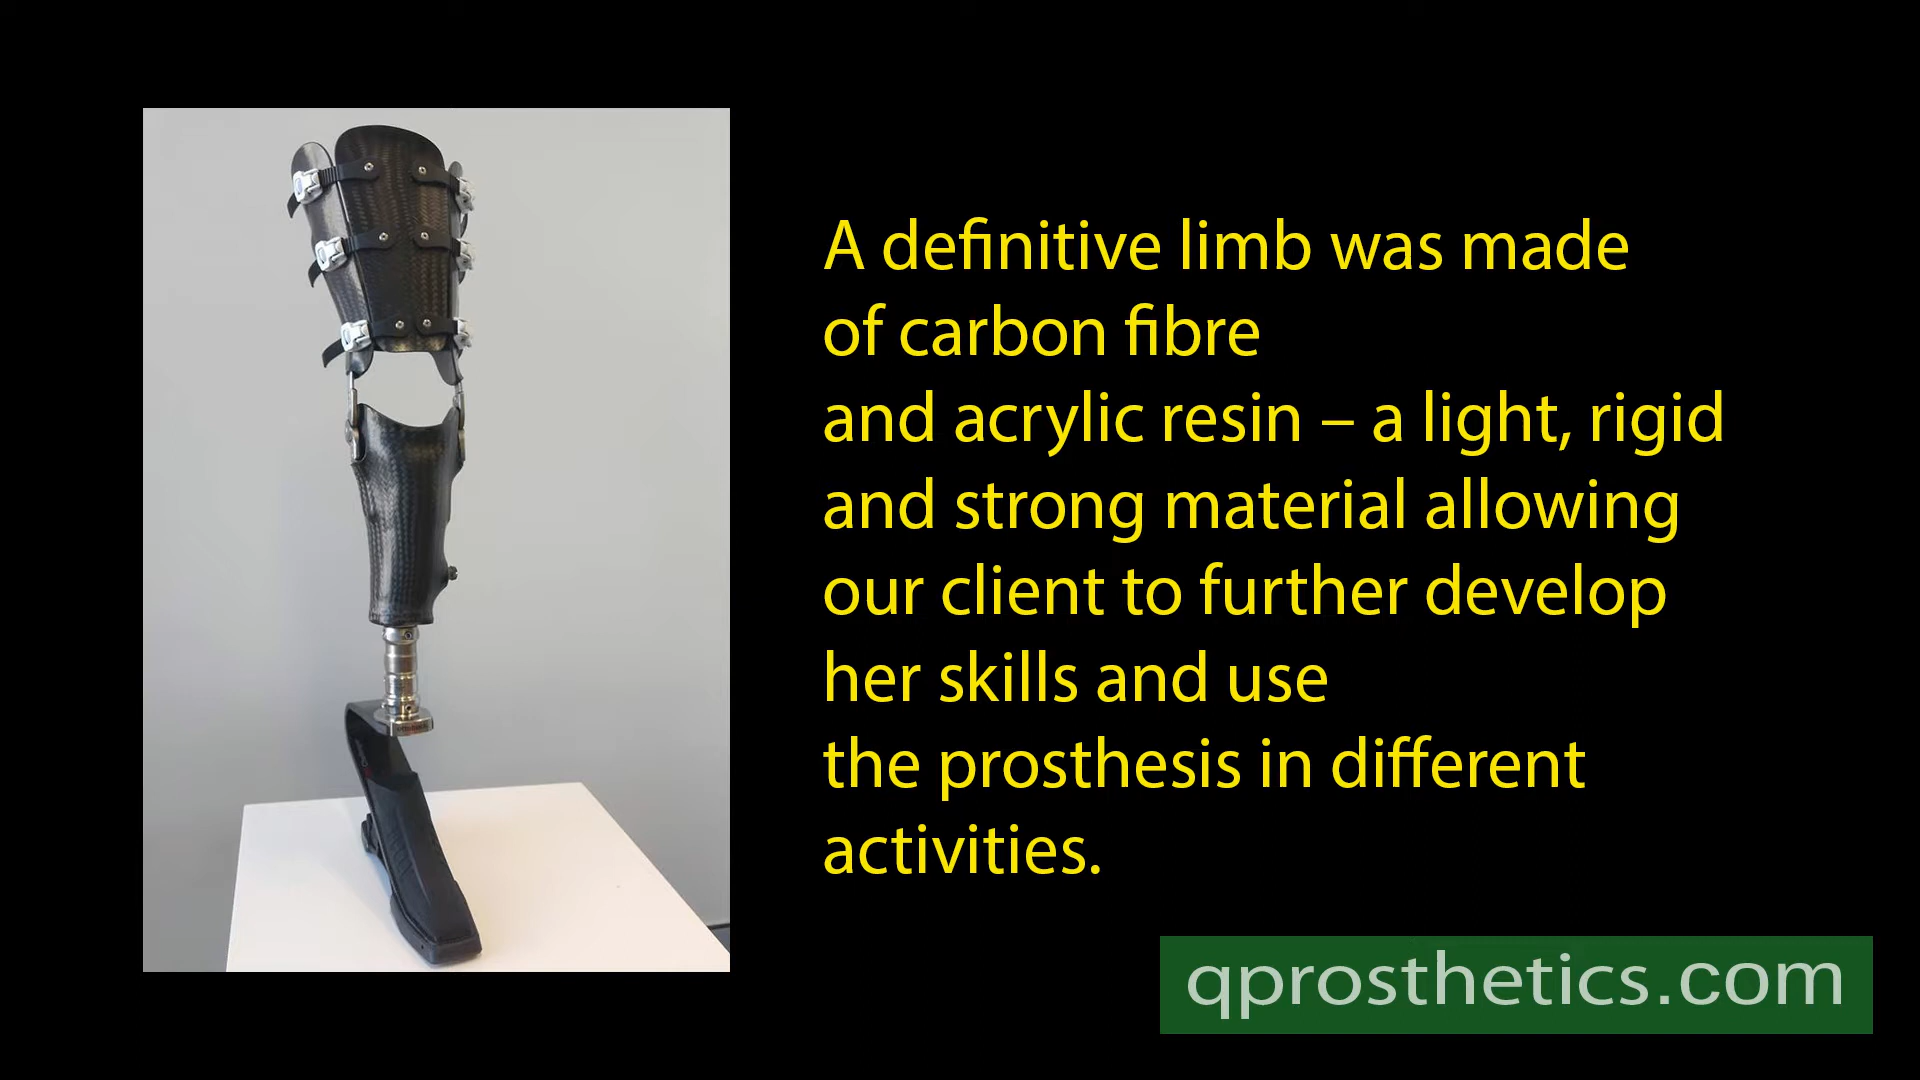 A definitive limb was made
of carbon fibre
and acrylic resin – a light, rigid
and strong material allowing
our client to further develop
her skills and use
the prosthesis in different
activities.
qprosthetics.com